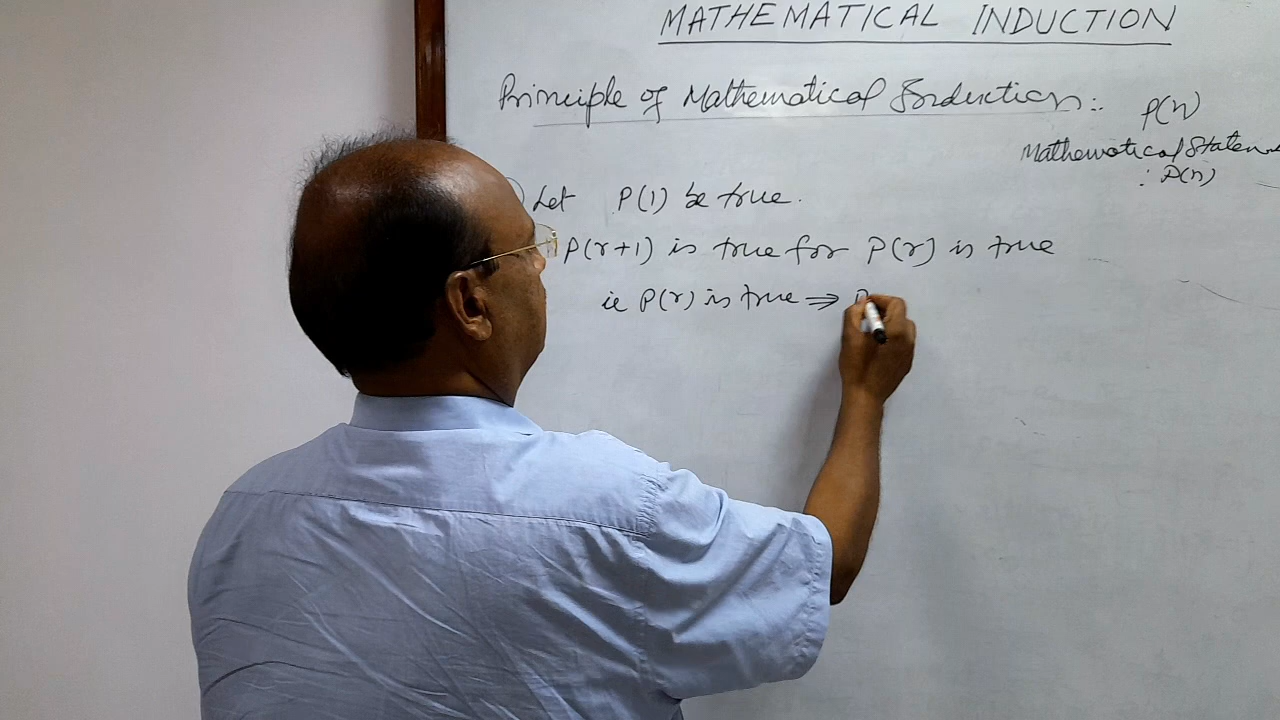 MATHEMATICAL INDUCTION
Principle of Mathematical Induction:
P(n)
Mathematical Statem
: P(n)
Let P(1) be true.
P(r+1) is true for P(r) is true
ie P(r) is true ⇒ P